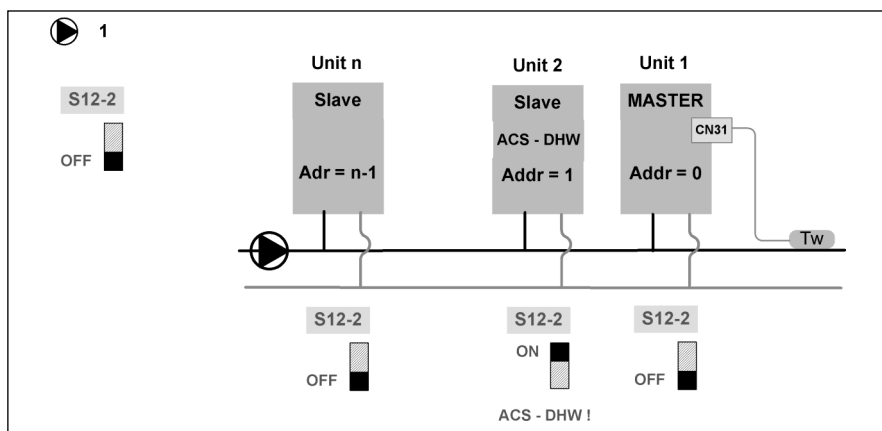 1
Unit n
Unit 2
Unit 1
S12-2
OFF
Slave
Adr = n-1
Slave
ACS - DHW
Addr = 1
MASTER
CN31
Addr = 0
Tw
S12-2
OFF
S12-2
ON
ACS - DHW !
S12-2
OFF